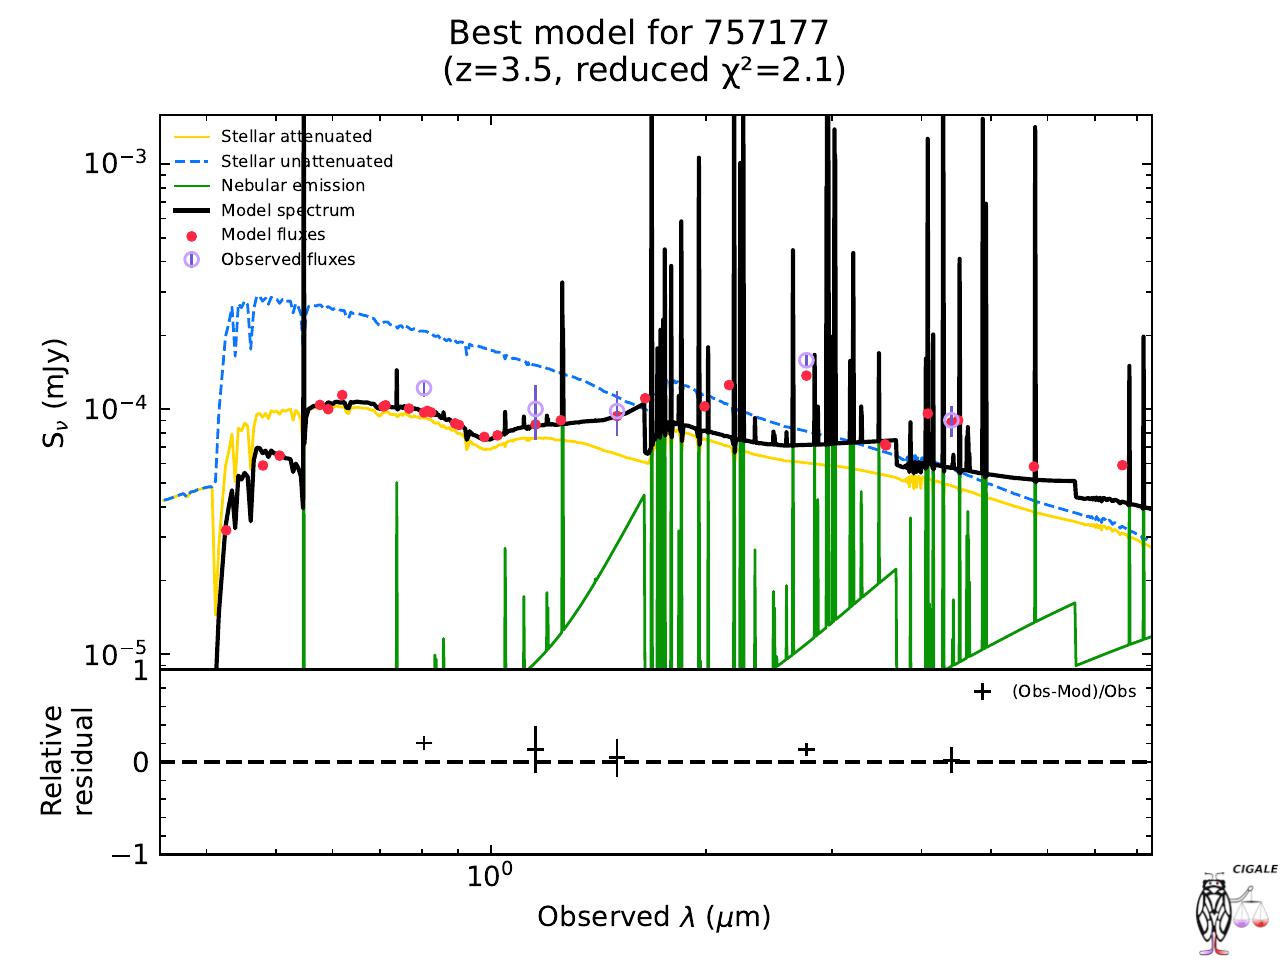 Best model for 757177
(z=3.5, reduced χ²=2.1)
Stellar attenuated
Stellar unattenuated
Nebular emission
Model spectrum
Model fluxes
Observed fluxes
10⁻³
10⁻⁴
10⁻⁵
S_ν (mJy)
1
0
−1
Relative
residual
(Obs-Mod)/Obs
10⁰
Observed λ (μm)
CIGALE